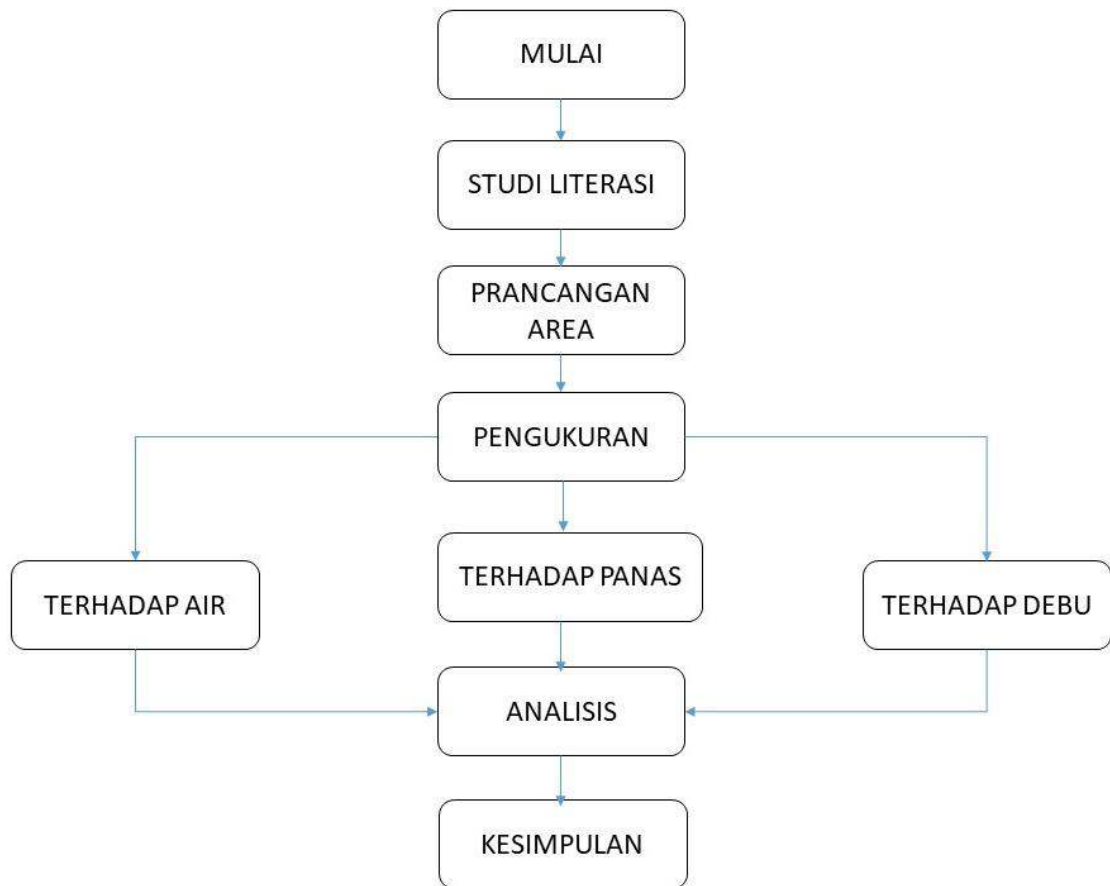 MULAI
STUDI LITERASI
PRANCANGAN
AREA
PENGUKURAN
TERHADAP AIR
TERHADAP PANAS
TERHADAP DEBU
ANALISIS
KESIMPULAN